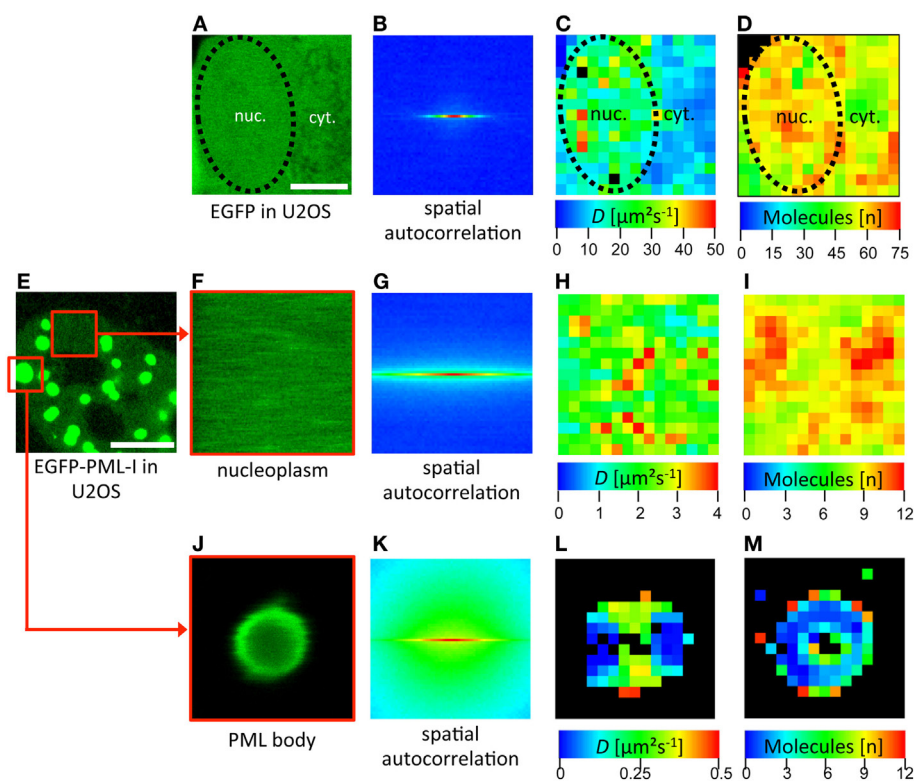 A B C D
nuc. cyt. nuc. cyt. nuc. cyt.
EGFP in U2OS
spatial
autocorrelation
D [µm²s⁻¹]
0 10 20 30 40 50
Molecules [n]
0 15 30 45 60 75
E F G H I
EGFP-PML-I in
U2OS
nucleoplasm
spatial
autocorrelation
D [µm²s⁻¹]
0 1 2 3 4
Molecules [n]
0 3 6 9 12
J K L M
PML body
spatial
autocorrelation
D [µm²s⁻¹]
0 0.25 0.5
Molecules [n]
0 3 6 9 12